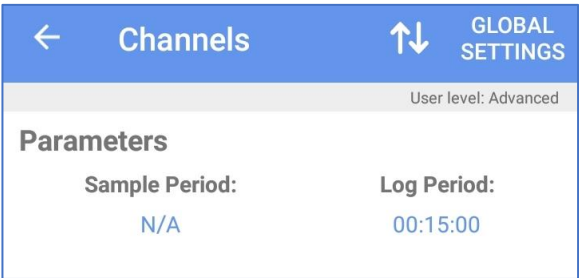 Channels
GLOBAL
SETTINGS
User level: Advanced
Parameters
Sample Period: Log Period:
N/A 00:15:00